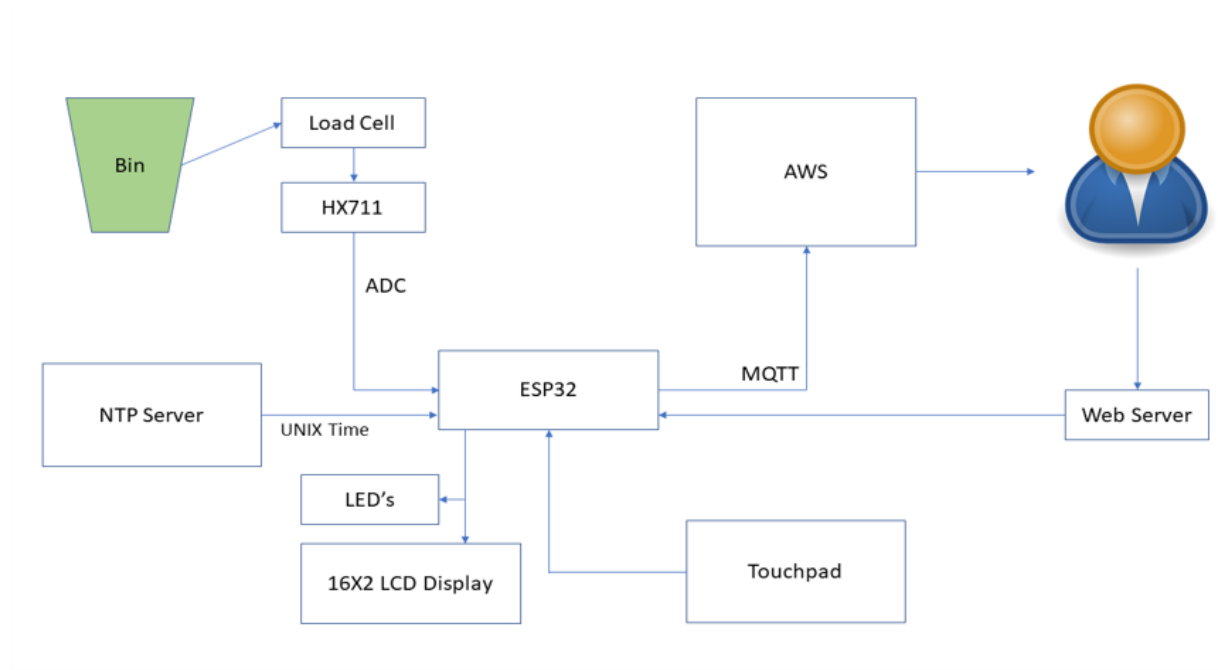 Bin
Load Cell
HX711
ADC
AWS
ESP32
MQTT
NTP Server
UNIX Time
Web Server
LED’s
16X2 LCD Display
Touchpad